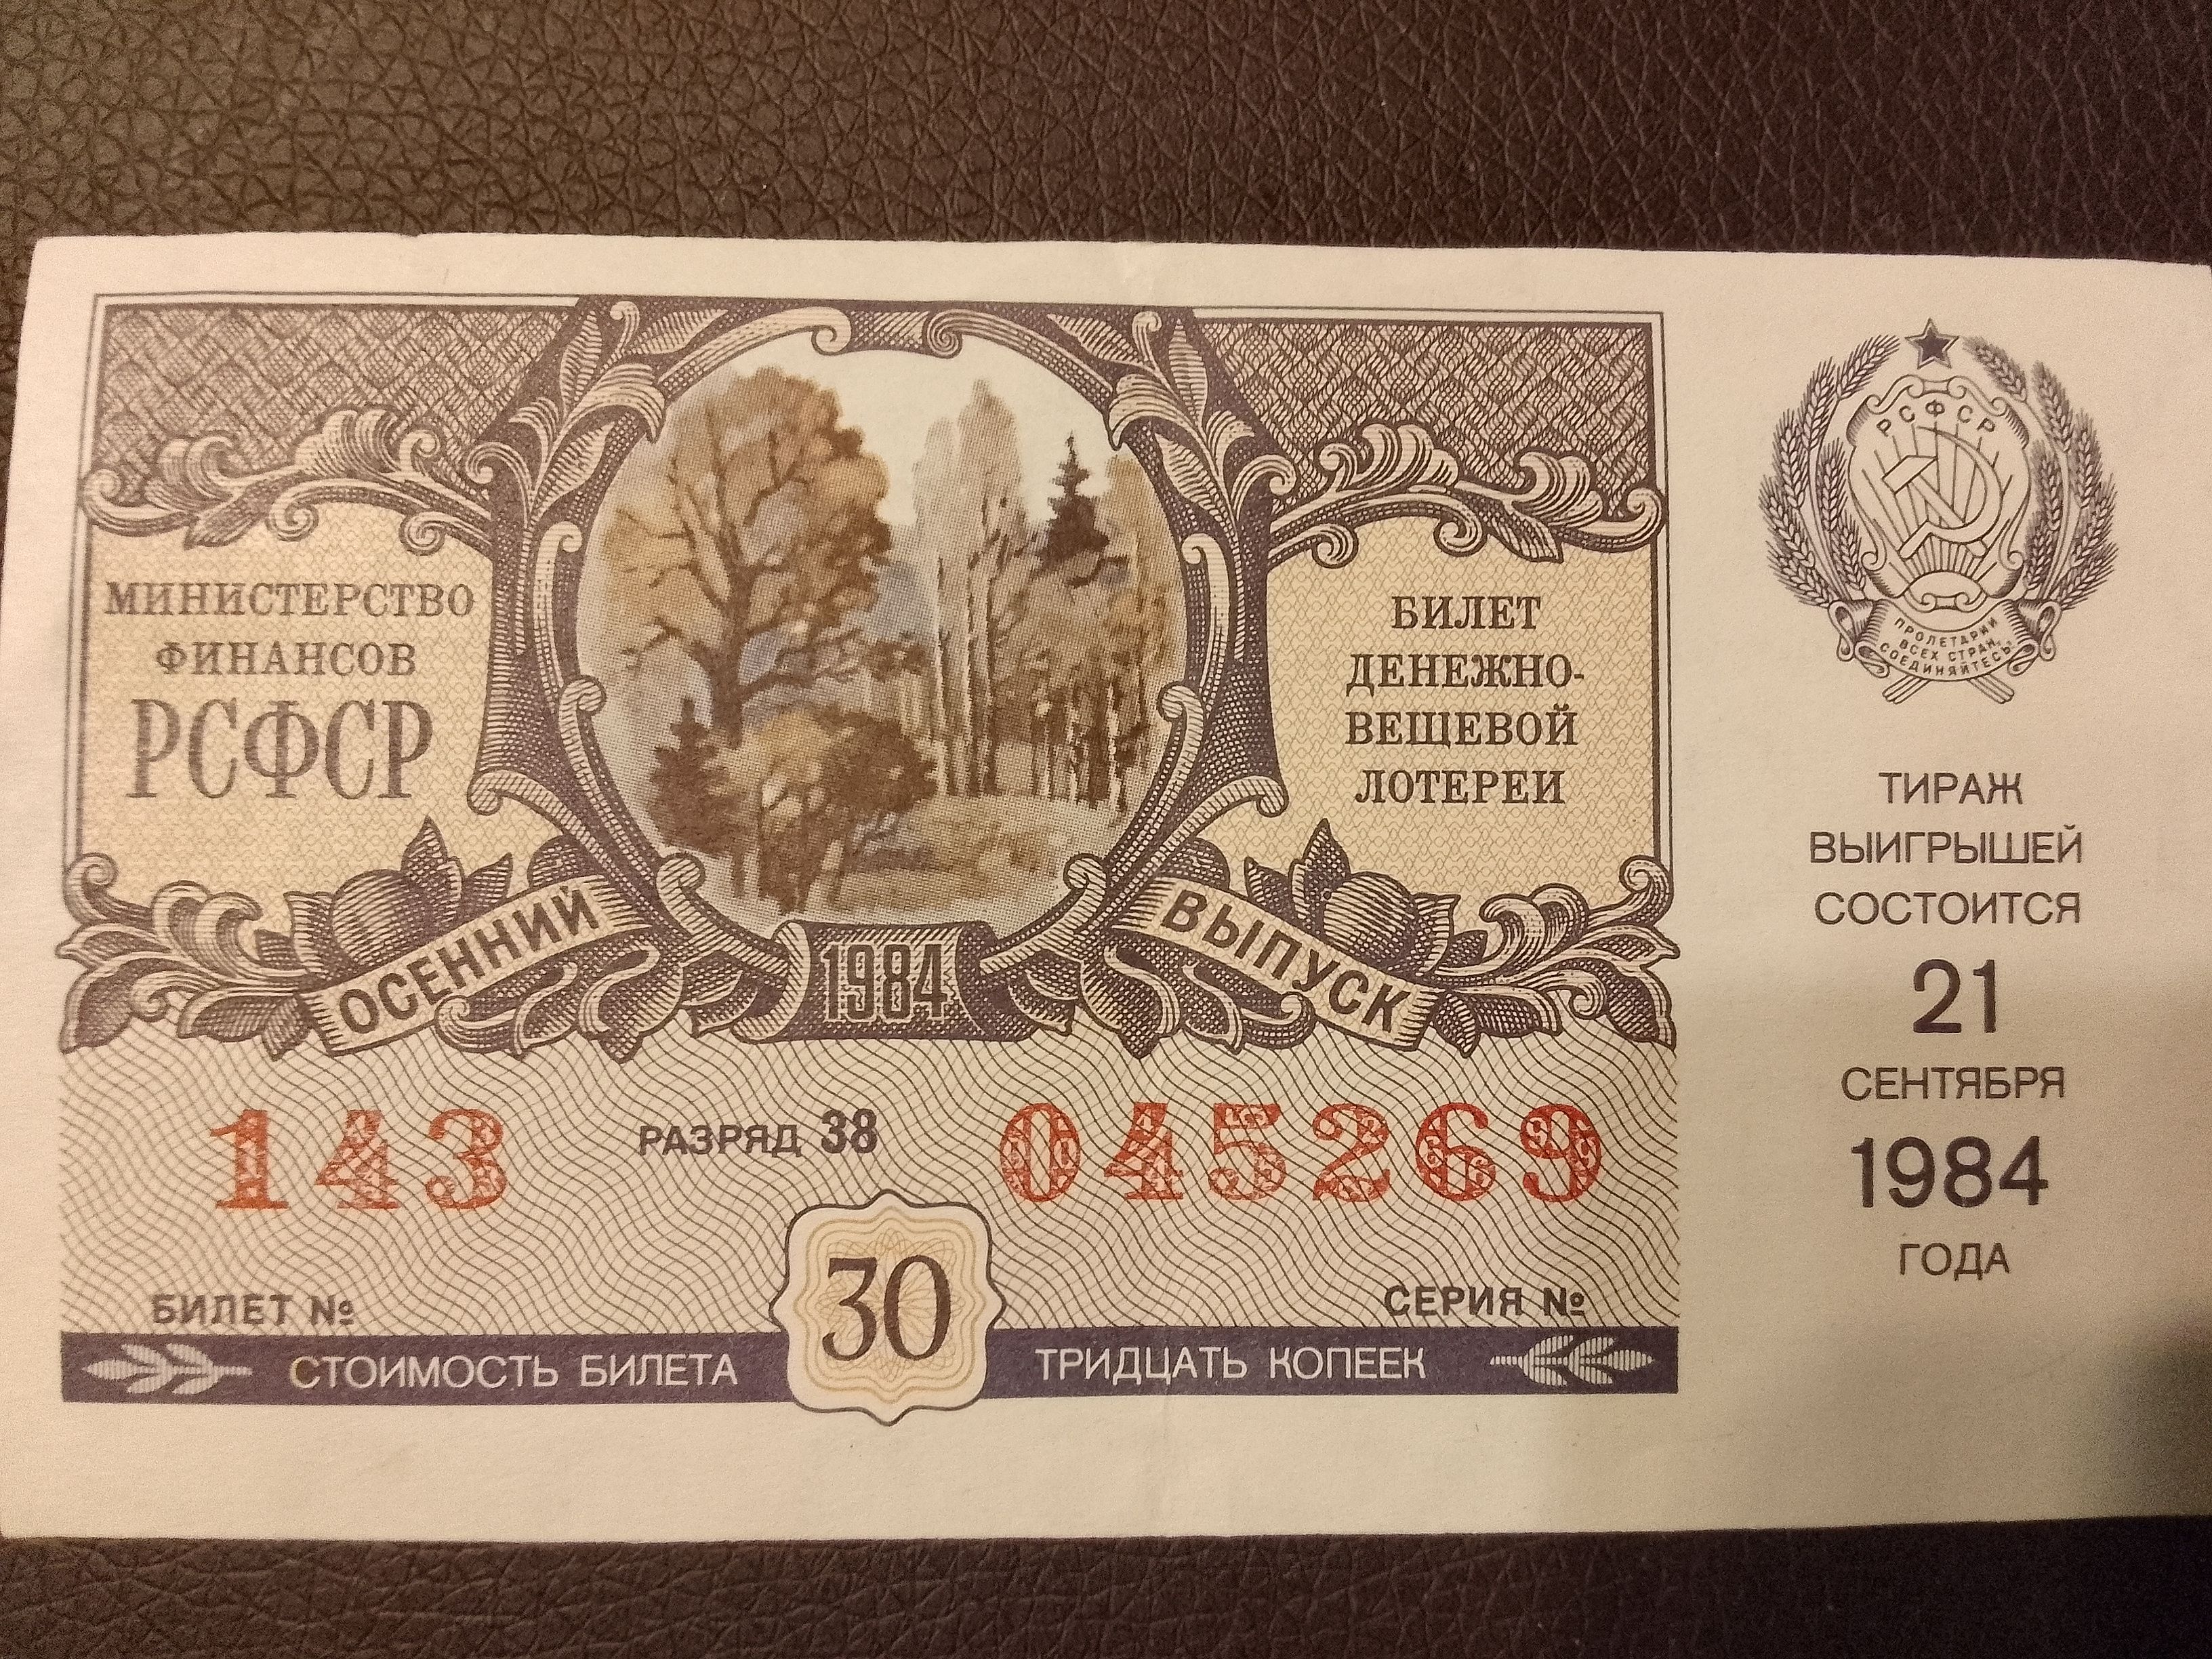 МИНИСТЕРСТВО
ФИНАНСОВ
РСФСР
БИЛЕТ
ДЕНЕЖНО-
ВЕЩЕВОЙ
ЛОТЕРЕИ
ОСЕННИЙ
1984
ВЫПУСК
143
РАЗРЯД 38
045269
БИЛЕТ №
СЕРИЯ №
СТОИМОСТЬ БИЛЕТА
30
ТРИДЦАТЬ КОПЕЕК
РСФСР
ПРОЛЕТАРИИ
ВСЕХ СТРАН,
СОЕДИНЯЙТЕСЬ!
ТИРАЖ
ВЫИГРЫШЕЙ
СОСТОИТСЯ
21
СЕНТЯБРЯ
1984
ГОДА